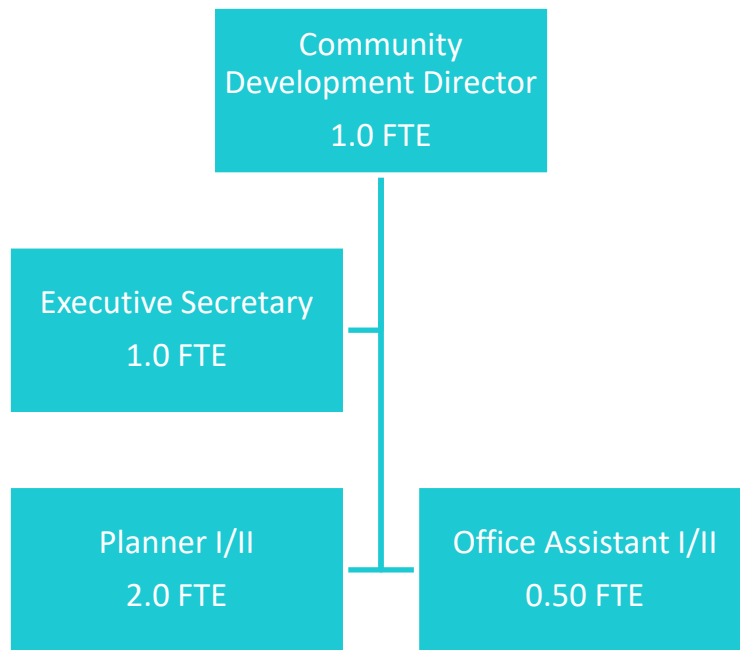 Community
Development Director
1.0 FTE
Executive Secretary
1.0 FTE
Planner I/II
2.0 FTE
Office Assistant I/II
0.50 FTE